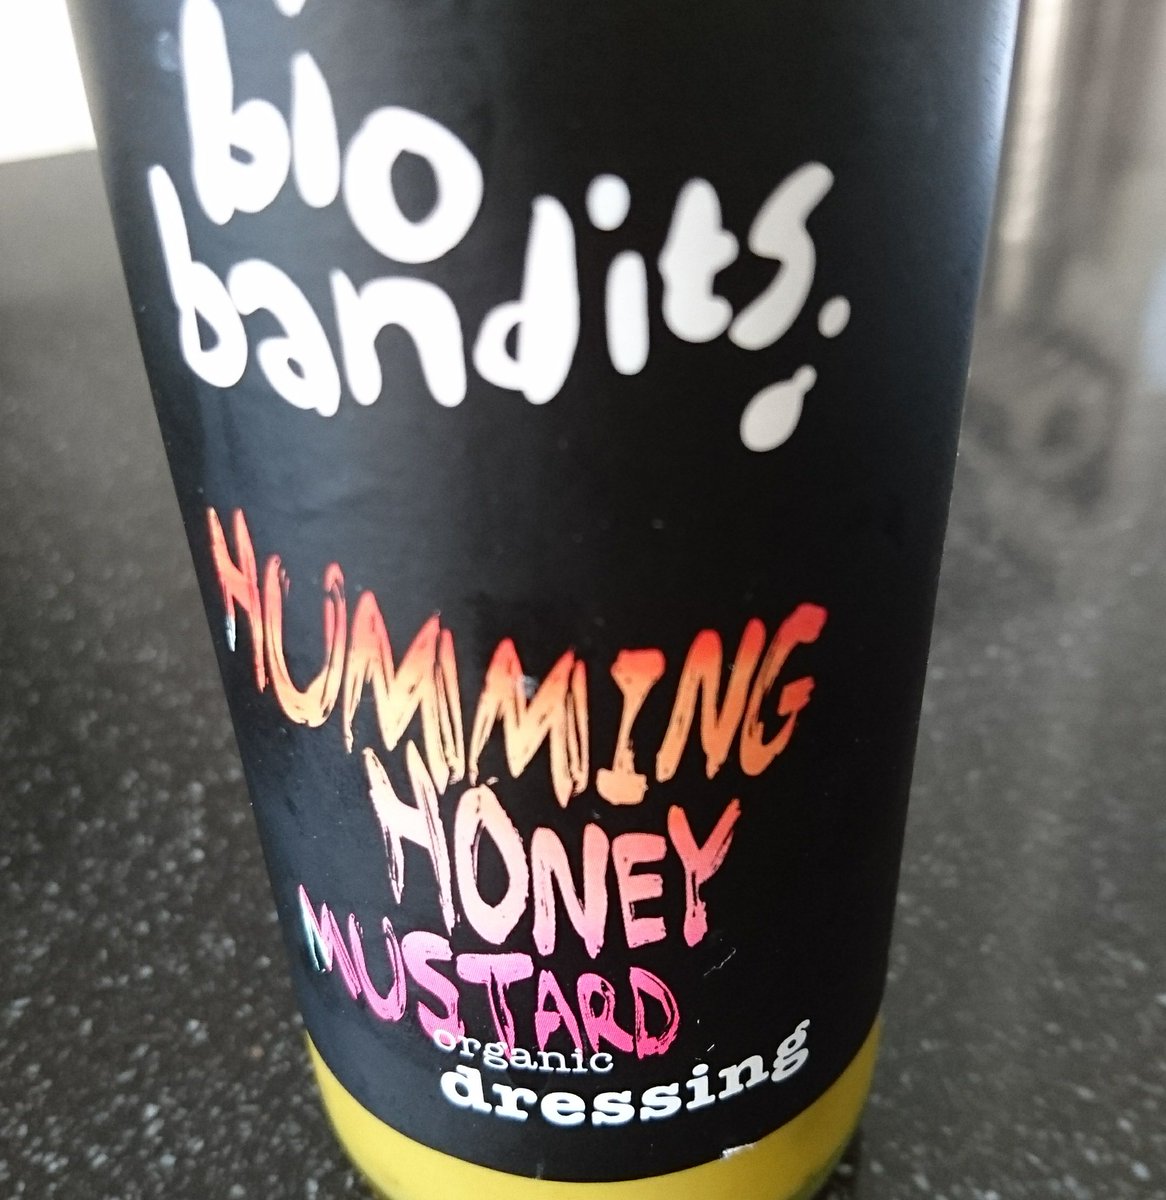 bio
bandits.
HUMMING
HONEY
MUSTARD
organic
dressing